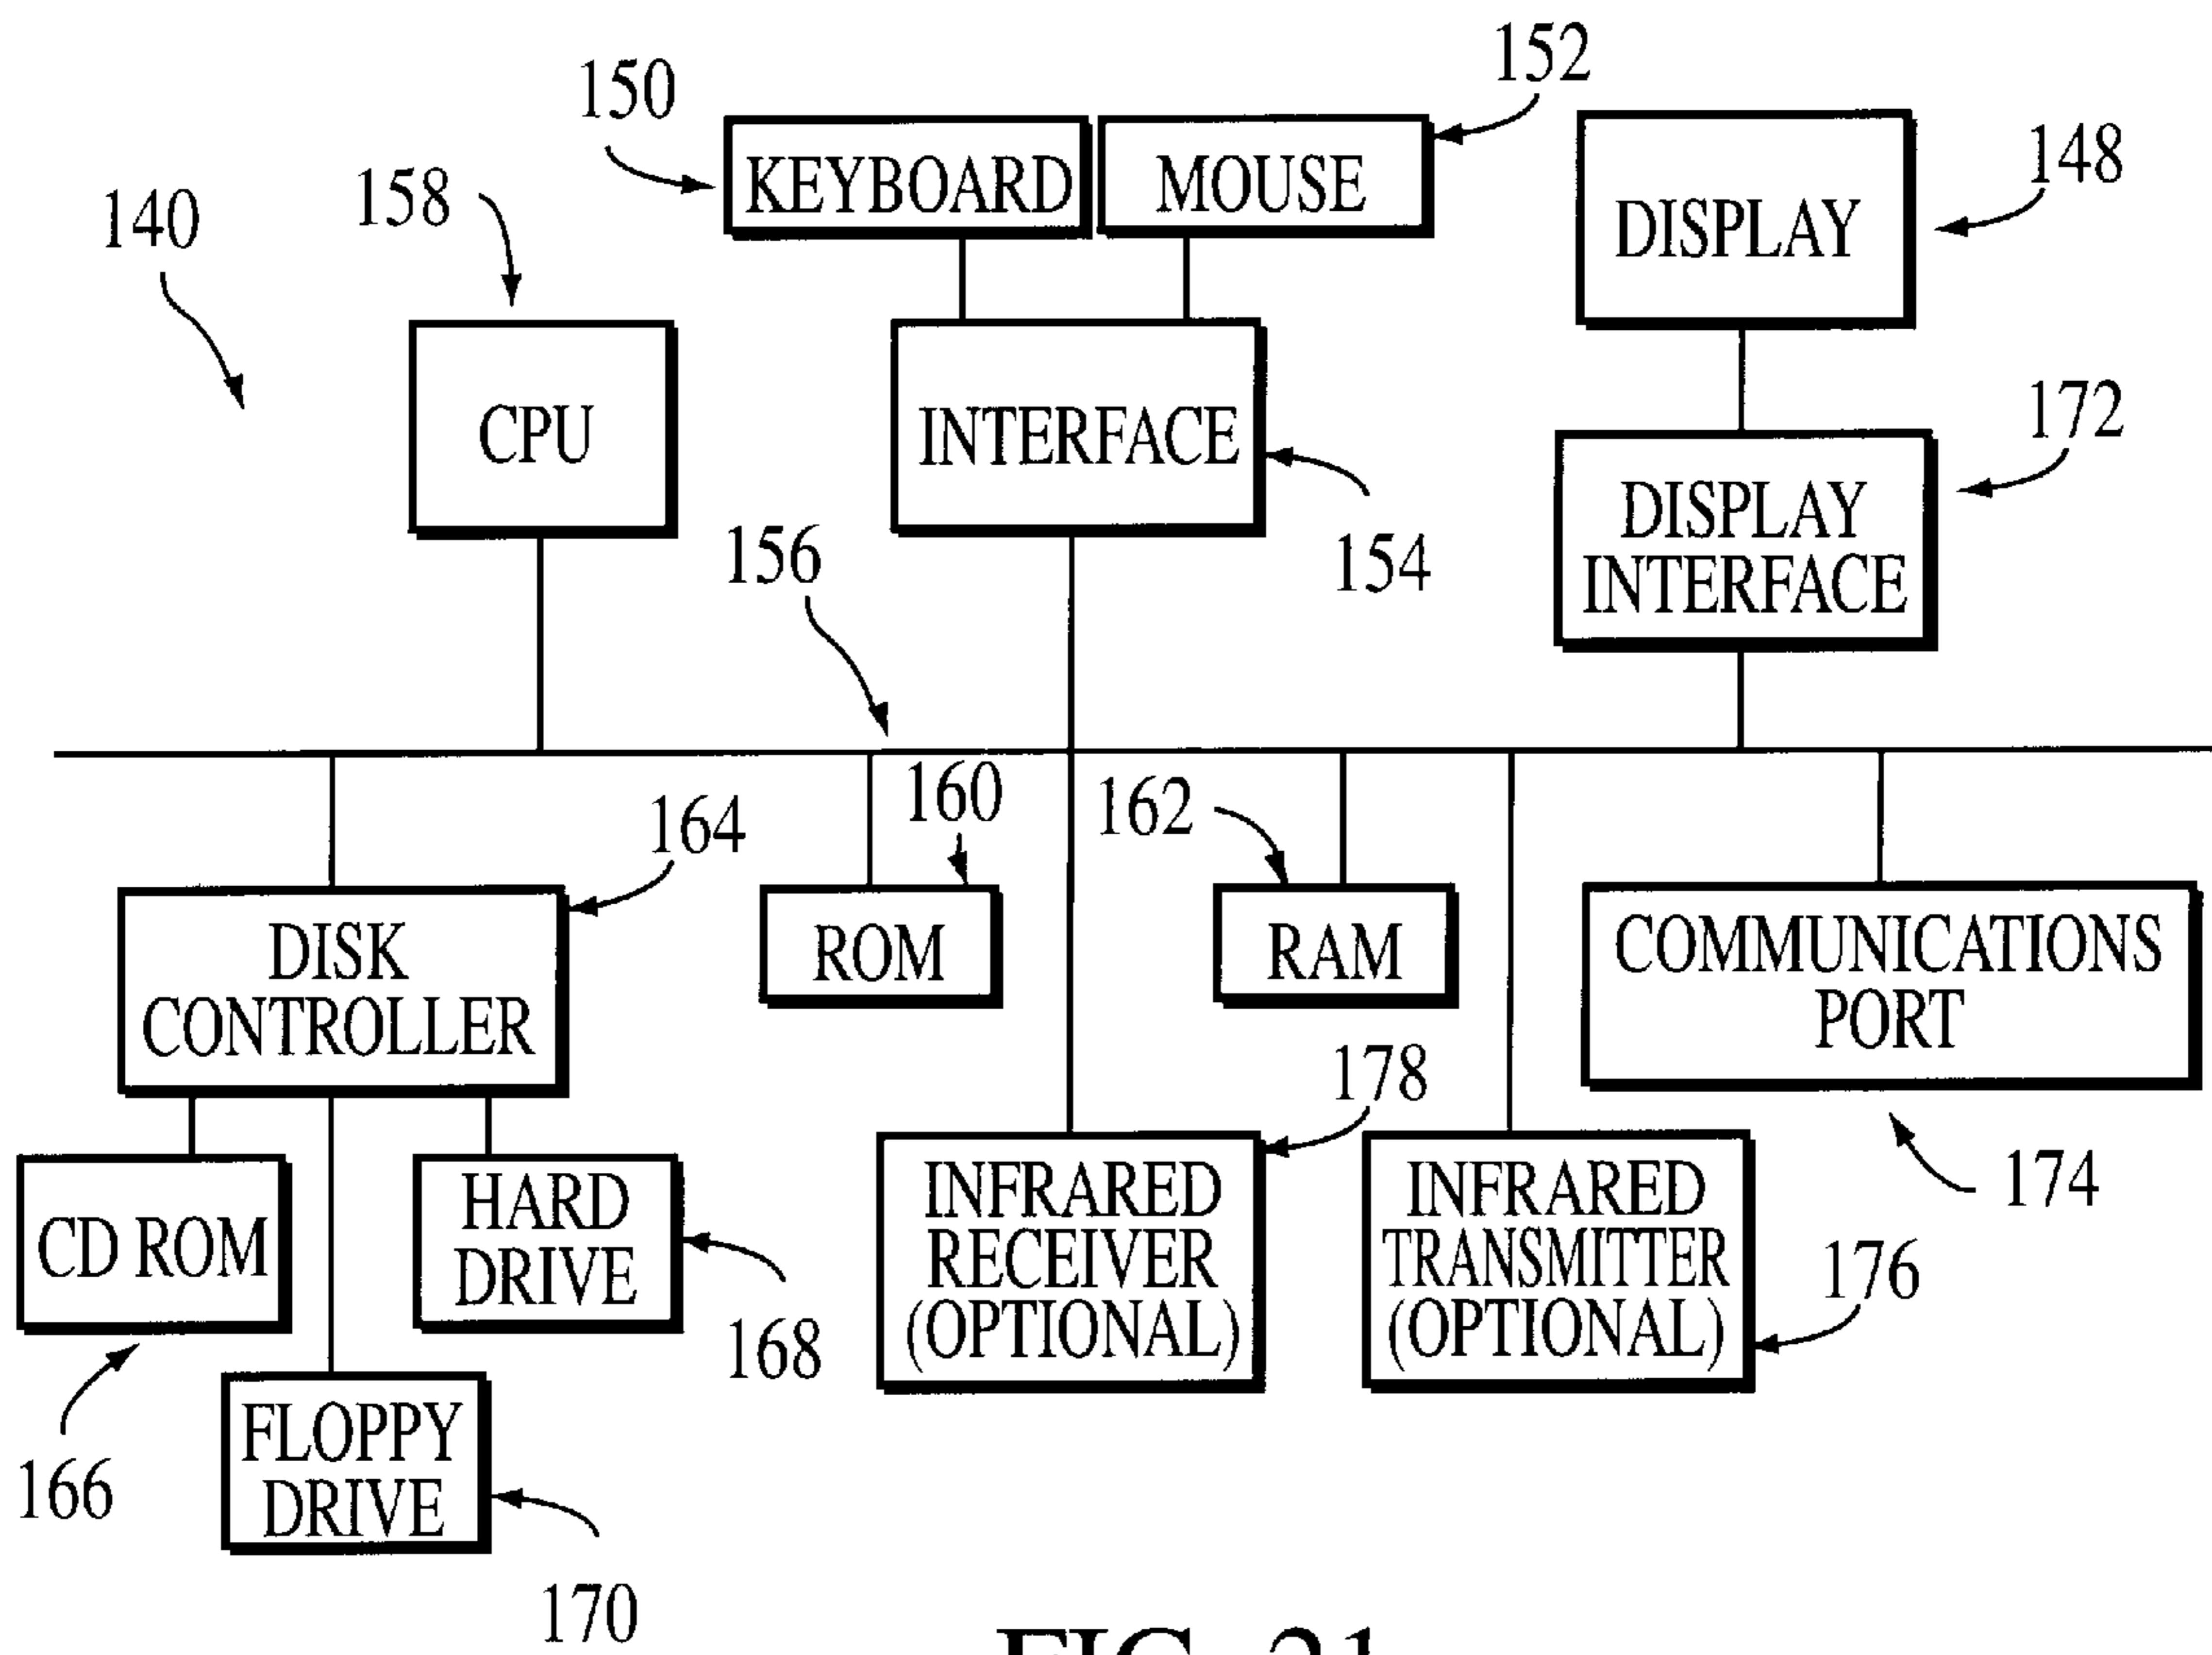 152
150
KEYBOARD
MOUSE
148
158
DISPLAY
140
172
CPU
INTERFACE
DISPLAY
INTERFACE
156
154
160
162
164
DISK
CONTROLLER
ROM
RAM
COMMUNICATIONS
PORT
178
174
CD ROM
HARD
DRIVE
INFRARED
RECEIVER
(OPTIONAL)
INFRARED
TRANSMITTER
(OPTIONAL)
176
168
166
FLOPPY
DRIVE
170
FIG. 21